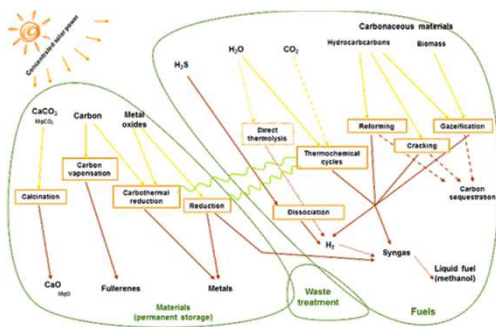 Concentrated solar power
Carbonaceous materials
Hydrocarcarbons
Biomass
H₂O
CO₂
H₂S
CaCO₃
MgCO₃
Carbon
Metal
oxides
Direct
thermolysis
Reforming
Gazeification
Cracking
Thermochemical
cycles
Carbon
vaporisation
Carbothermal
reduction
Calcination
Reduction
Dissociation
Carbon
sequestration
H₂
Syngas
CaO
MgO
Fullerenes
Metals
Liquid fuel
(methanol)
Materials
(permanent storage)
Waste
treatment
Fuels